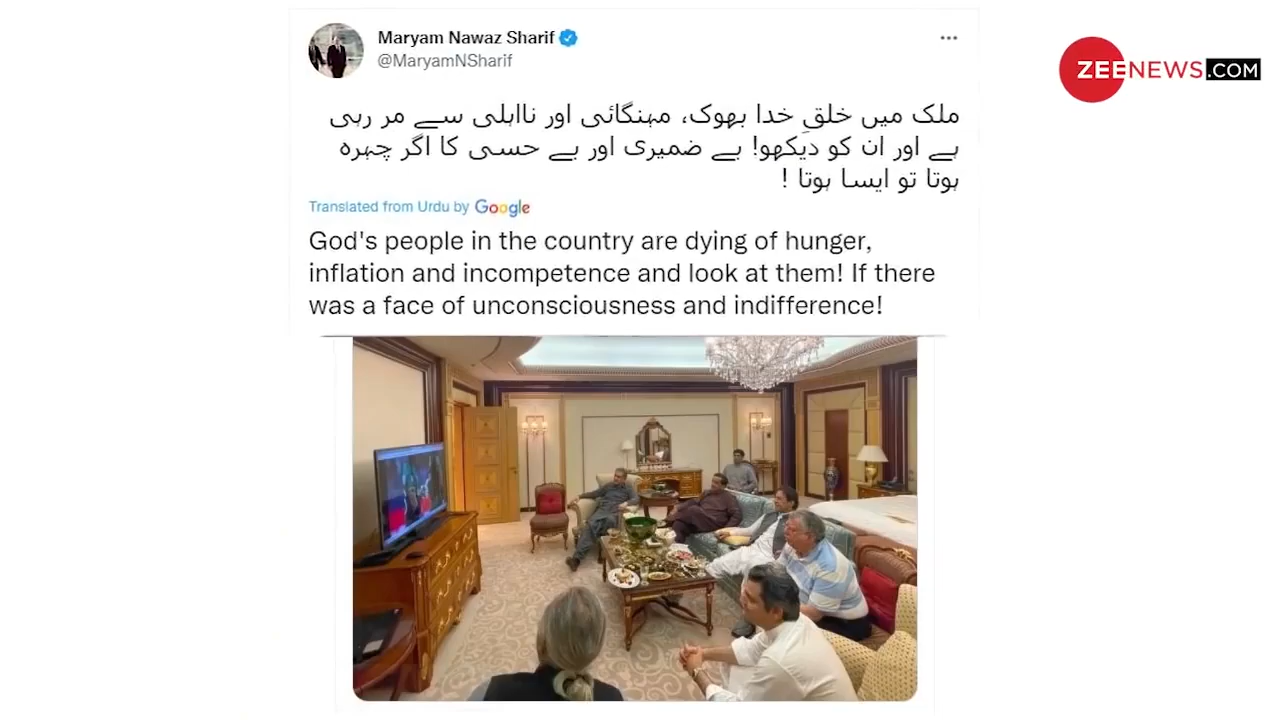 Maryam Nawaz Sharif
@MaryamNSharif
ZEENEWS.COM
ملک میں خلقِ خدا بھوک، مہنگائی اور نااہلی سے مر رہی
ہے اور ان کو دیکھو! بے ضمیری اور بے حسی کا اگر چہرہ
ہوتا تو ایسا ہوتا !
Translated from Urdu by Google
God's people in the country are dying of hunger,
inflation and incompetence and look at them! If there
was a face of unconsciousness and indifference!